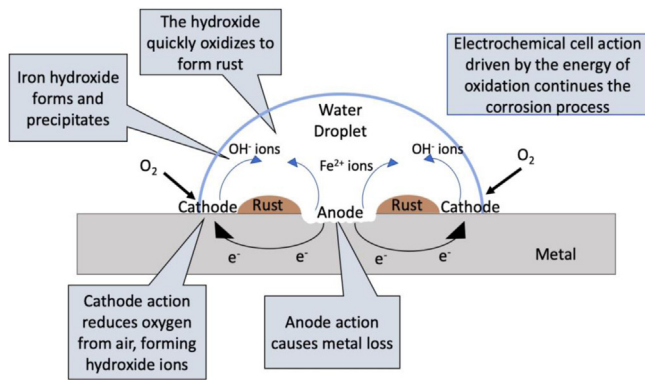 The hydroxide
quickly oxidizes to
form rust
Iron hydroxide
forms and
precipitates
Electrochemical cell action
driven by the energy of
oxidation continues the
corrosion process
Water
Droplet
OH⁻ ions
OH⁻ ions
Fe²⁺ ions
O₂
O₂
Cathode
Rust
Anode
Rust
Cathode
e⁻
e⁻
e⁻
e⁻
Metal
Cathode action
reduces oxygen
from air, forming
hydroxide ions
Anode action
causes metal loss